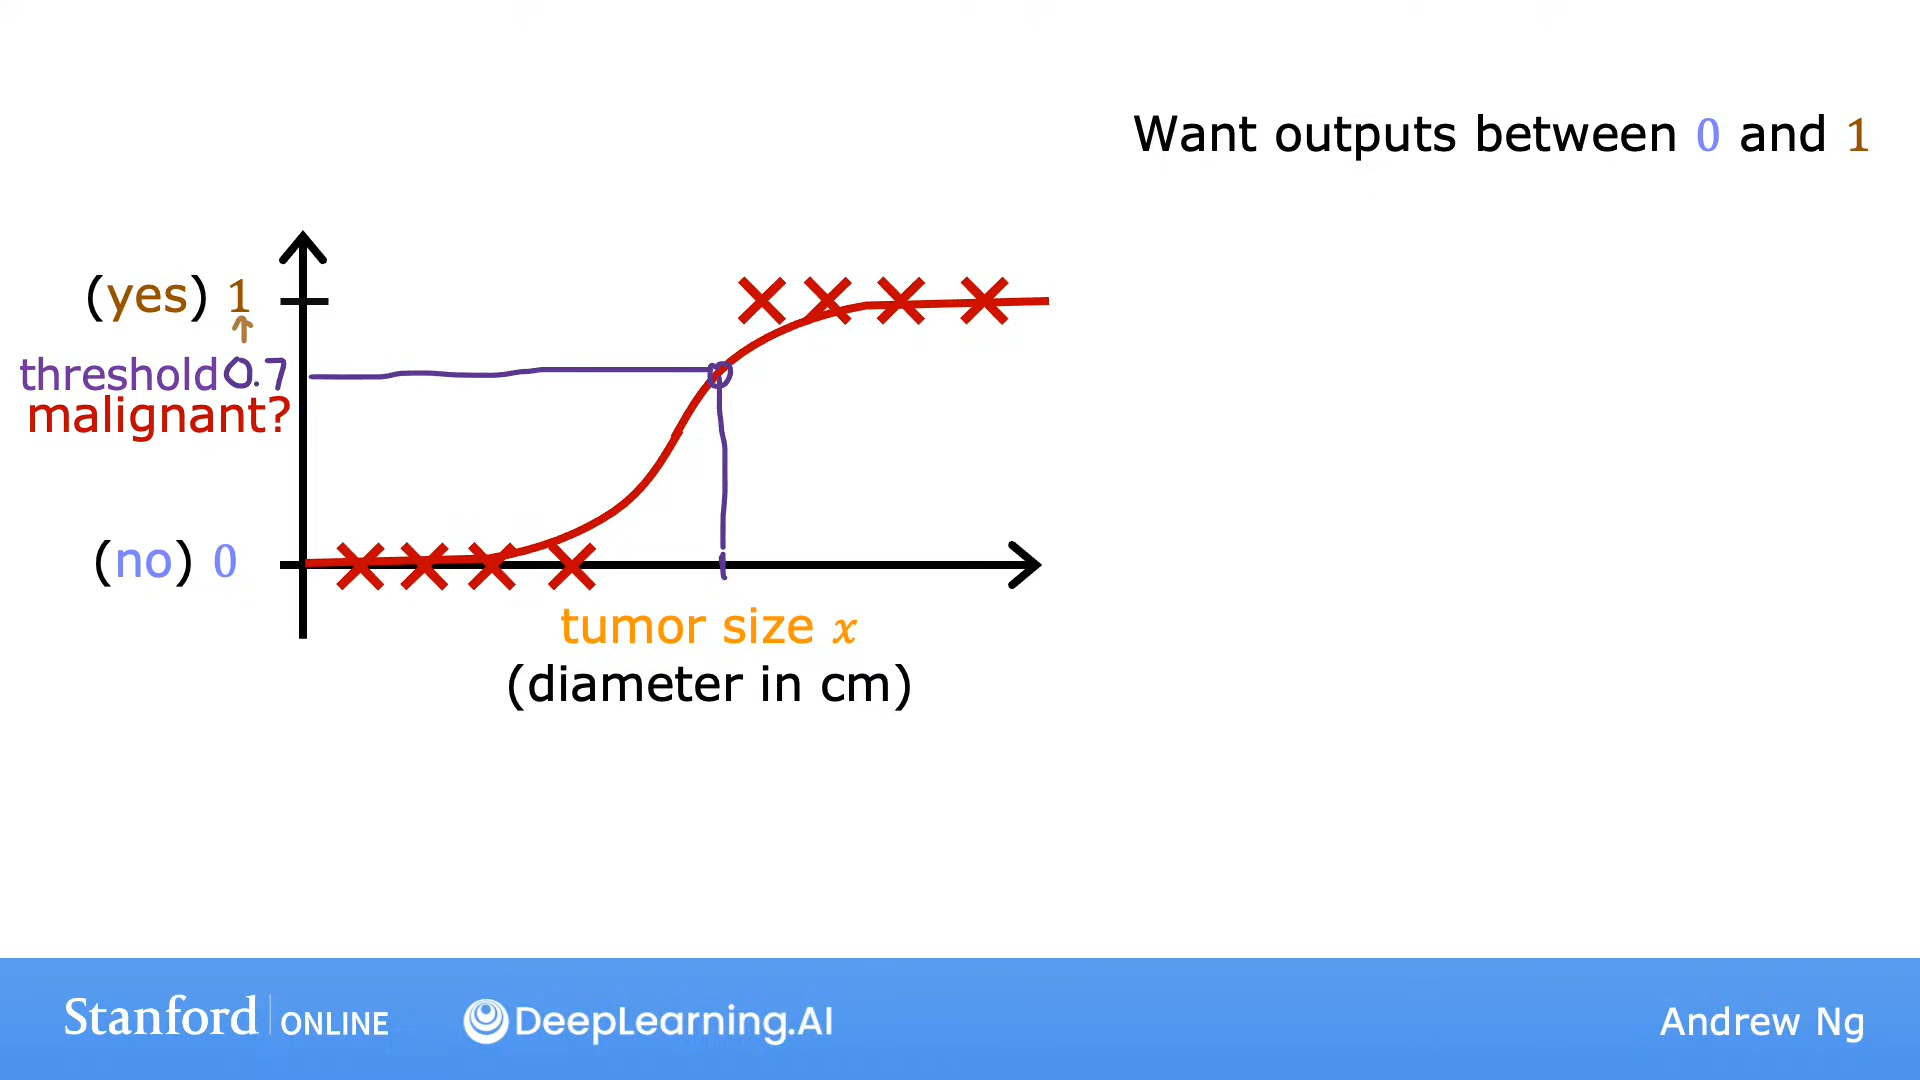 Want outputs between 0 and 1
(yes) 1
threshold 0.7
malignant?
(no) 0
tumor size x
(diameter in cm)
Stanford ONLINE
DeepLearning.AI
Andrew Ng